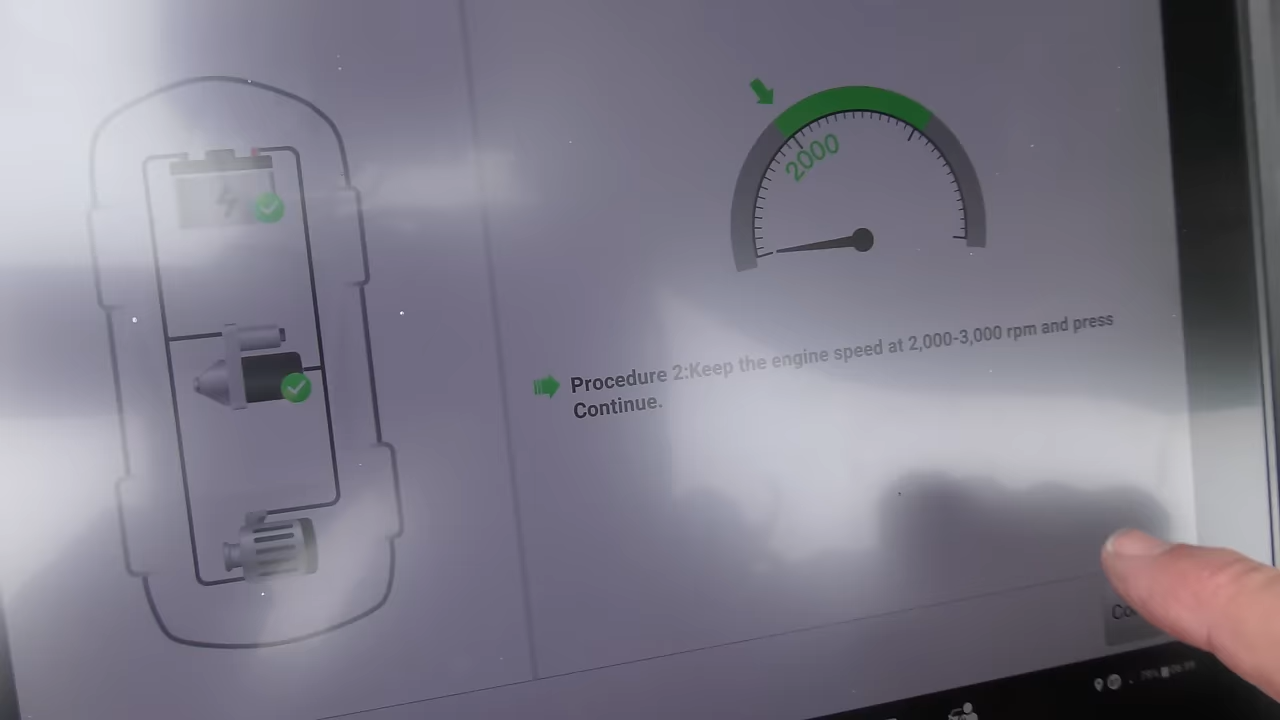 2000
Procedure 2:Keep the engine speed at 2,000-3,000 rpm and press
Continue.